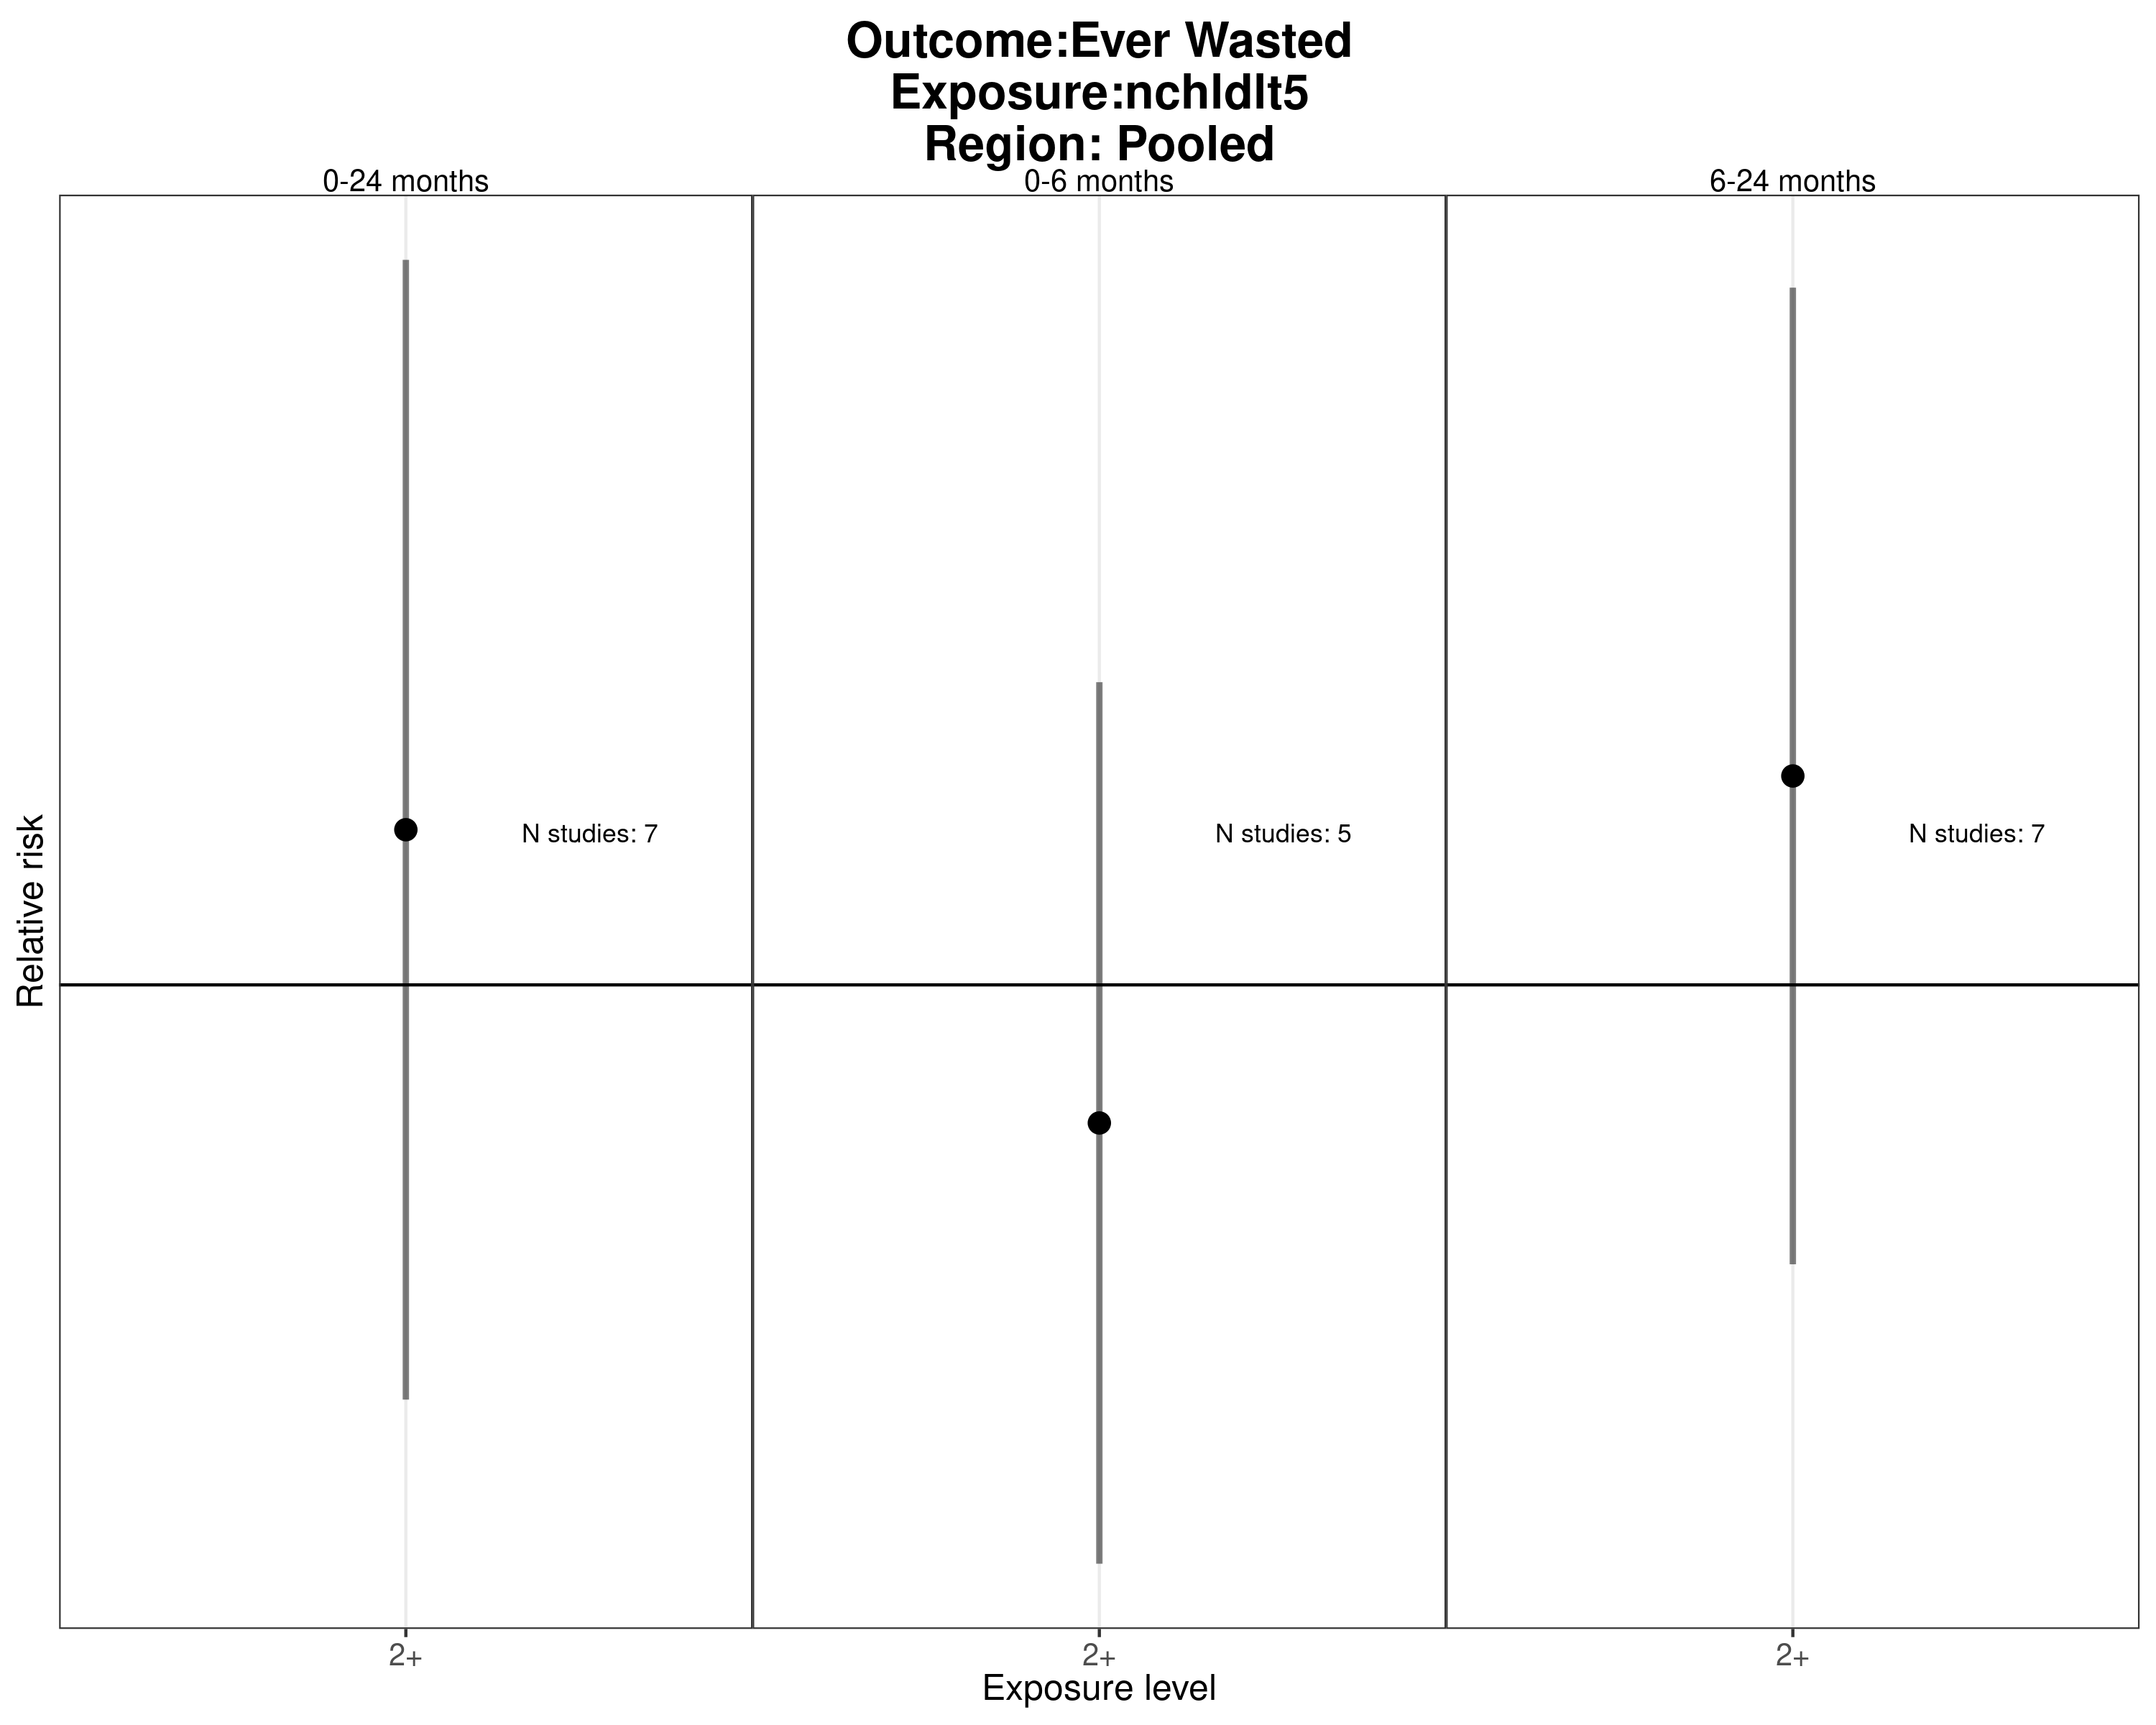 Outcome:Ever Wasted
Exposure:nchldlt5
Region: Pooled
0-24 months
0-6 months
6-24 months
N studies: 7
N studies: 5
N studies: 7
Relative risk
2+
2+
2+
Exposure level